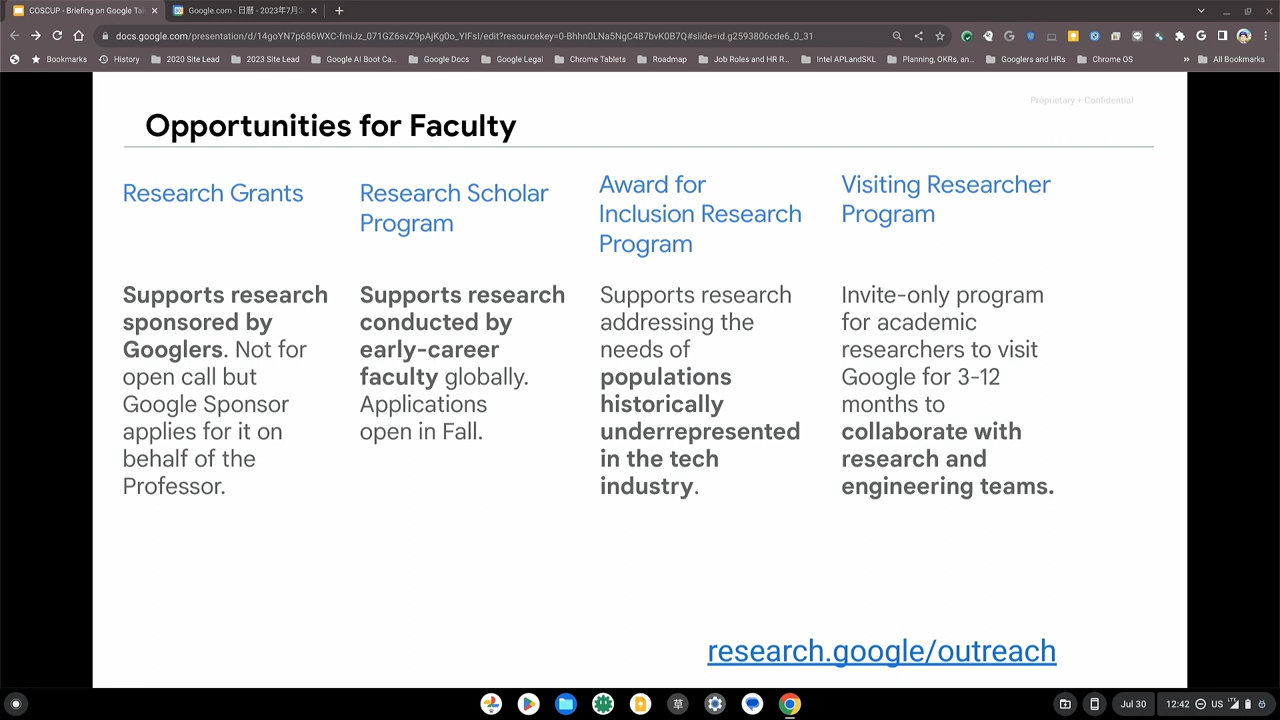 COSCUP - Briefing on Google Tai
Google.com - 日曆 - 2023年7月
docs.google.com/presentation/d/14goYN7p686WXC-fmiJz_071GZ6svZ9pAjKg0o_YIFsI/edit?resourcekey=0-Bhhn0LNa5NgC487bvK0B7Q#slide=id.g2593806cde6_0_31
Bookmarks
History
2020 Site Lead
2023 Site Lead
Google AI Boot Ca...
Google Docs
Google Legal
Chrome Tablets
Roadmap
Job Roles and HR R...
Intel APLandSKL
Planning, OKRs, an...
Googlers and HRs
Chrome OS
»
All Bookmarks
Proprietary + Confidential
Opportunities for Faculty
Research Grants
Supports research
sponsored by
Googlers. Not for
open call but
Google Sponsor
applies for it on
behalf of the
Professor.
Research Scholar
Program
Supports research
conducted by
early-career
faculty globally.
Applications
open in Fall.
Award for
Inclusion Research
Program
Supports research
addressing the
needs of
populations
historically
underrepresented
in the tech
industry.
Visiting Researcher
Program
Invite-only program
for academic
researchers to visit
Google for 3-12
months to
collaborate with
research and
engineering teams.
research.google/outreach
草
Jul 30
12:42
US